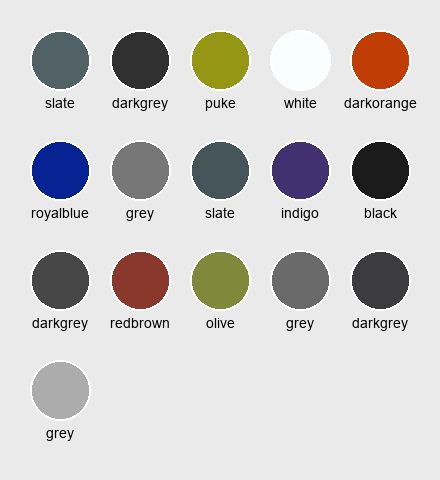 slate darkgrey puke white darkorange
royalblue grey slate indigo black
darkgrey redbrown olive grey darkgrey
grey